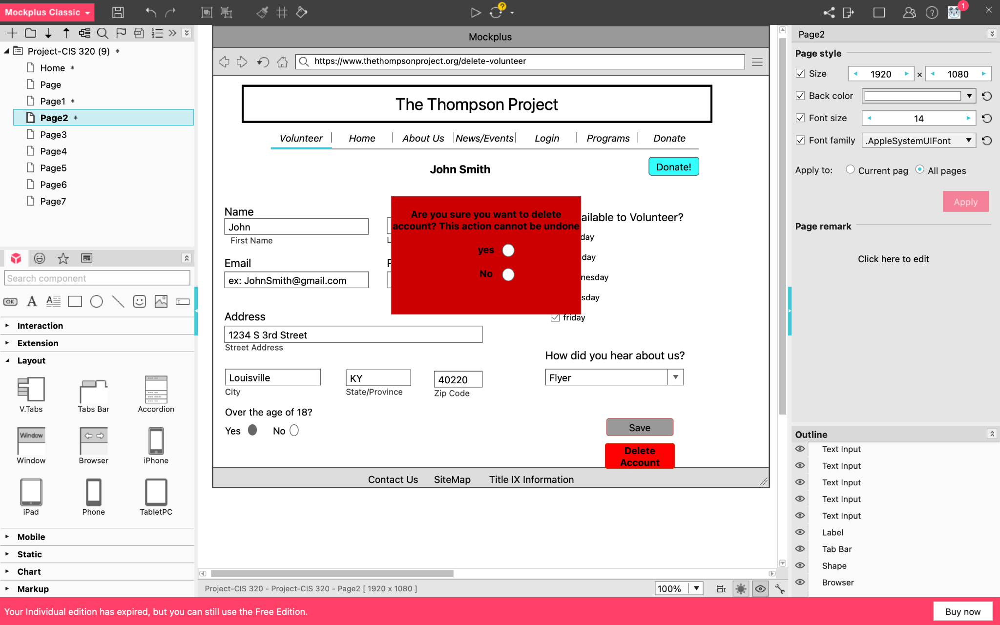 Mockplus Classic
?
1
Project-CIS 320 (9) *
Home *
Page
Page1 *
Page2 *
Page3
Page4
Page5
Page6
Page7
Search component
OK
A
A
Interaction
Extension
Layout
V.Tabs
Tabs Bar
Accordion
Window
Window
Browser
iPhone
iPad
Phone
TabletPC
Mobile
Static
Chart
Markup
Mockplus
https://www.thethompsonproject.org/delete-volunteer
The Thompson Project
Volunteer | Home | About Us | News/Events | Login | Programs | Donate
John Smith
Donate!
Name
John
First Name
L
Are you sure you want to delete
account? This action cannot be undone
yes
No
ailable to Volunteer?
day
day
nesday
sday
friday
Email
ex: JohnSmith@gmail.com
Address
1234 S 3rd Street
Street Address
Louisville
City
KY
State/Province
40220
Zip Code
How did you hear about us?
Flyer
Over the age of 18?
Yes
No
Save
Delete
Account
Contact Us
SiteMap
Title IX Information
Project-CIS 320 - Project-CIS 320 - Page2 [ 1920 x 1080 ]
100%
Page2
Page style
Size 1920 × 1080
Back color
Font size 14
Font family .AppleSystemUIFont
Apply to: Current pag All pages
Apply
Page remark
Click here to edit
Outline
Text Input
Text Input
Text Input
Text Input
Text Input
Label
Tab Bar
Shape
Browser
Your Individual edition has expired, but you can still use the Free Edition.
Buy now